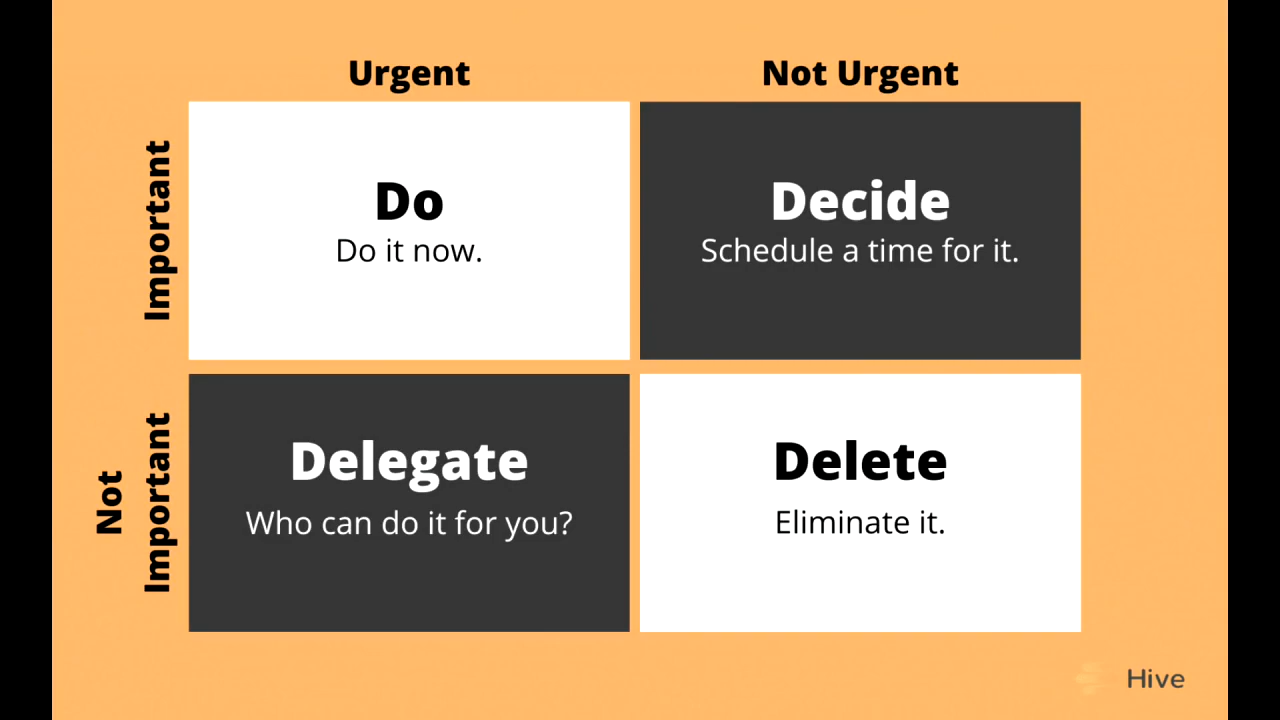 Urgent
Not Urgent
Important
Do
Do it now.
Decide
Schedule a time for it.
Not
Important
Delegate
Who can do it for you?
Delete
Eliminate it.
Hive